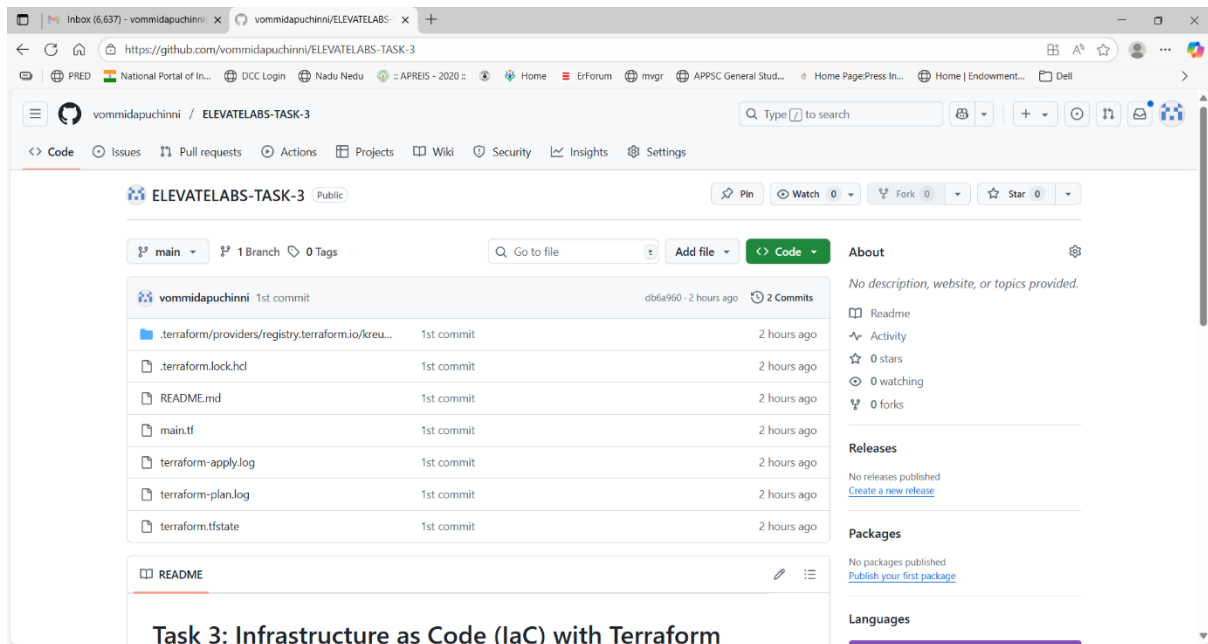 Inbox (6,637) - vommidapuchinni
vommidapuchinni/ELEVATELABS-
https://github.com/vommidapuchinni/ELEVATELABS-TASK-3
PRED National Portal of In... DCC Login Nadu Nedu :: APREIS - 2020 :: Home ErForum mvgr APPSC General Stud... Home Page:Press In... Home | Endowment... Dell
vommidapuchinni / ELEVATELABS-TASK-3 Type / to search
Code Issues Pull requests Actions Projects Wiki Security Insights Settings
ELEVATELABS-TASK-3 Public Pin Watch 0 Fork 0 Star 0
main 1 Branch 0 Tags Go to file t Add file Code
vommidapuchinni 1st commit db6a960 · 2 hours ago 2 Commits
.terraform/providers/registry.terraform.io/kreu... 1st commit 2 hours ago
.terraform.lock.hcl 1st commit 2 hours ago
README.md 1st commit 2 hours ago
main.tf 1st commit 2 hours ago
terraform-apply.log 1st commit 2 hours ago
terraform-plan.log 1st commit 2 hours ago
terraform.tfstate 1st commit 2 hours ago
README
Task 3: Infrastructure as Code (IaC) with Terraform
About
No description, website, or topics provided.
Readme
Activity
0 stars
0 watching
0 forks
Releases
No releases published
Create a new release
Packages
No packages published
Publish your first package
Languages